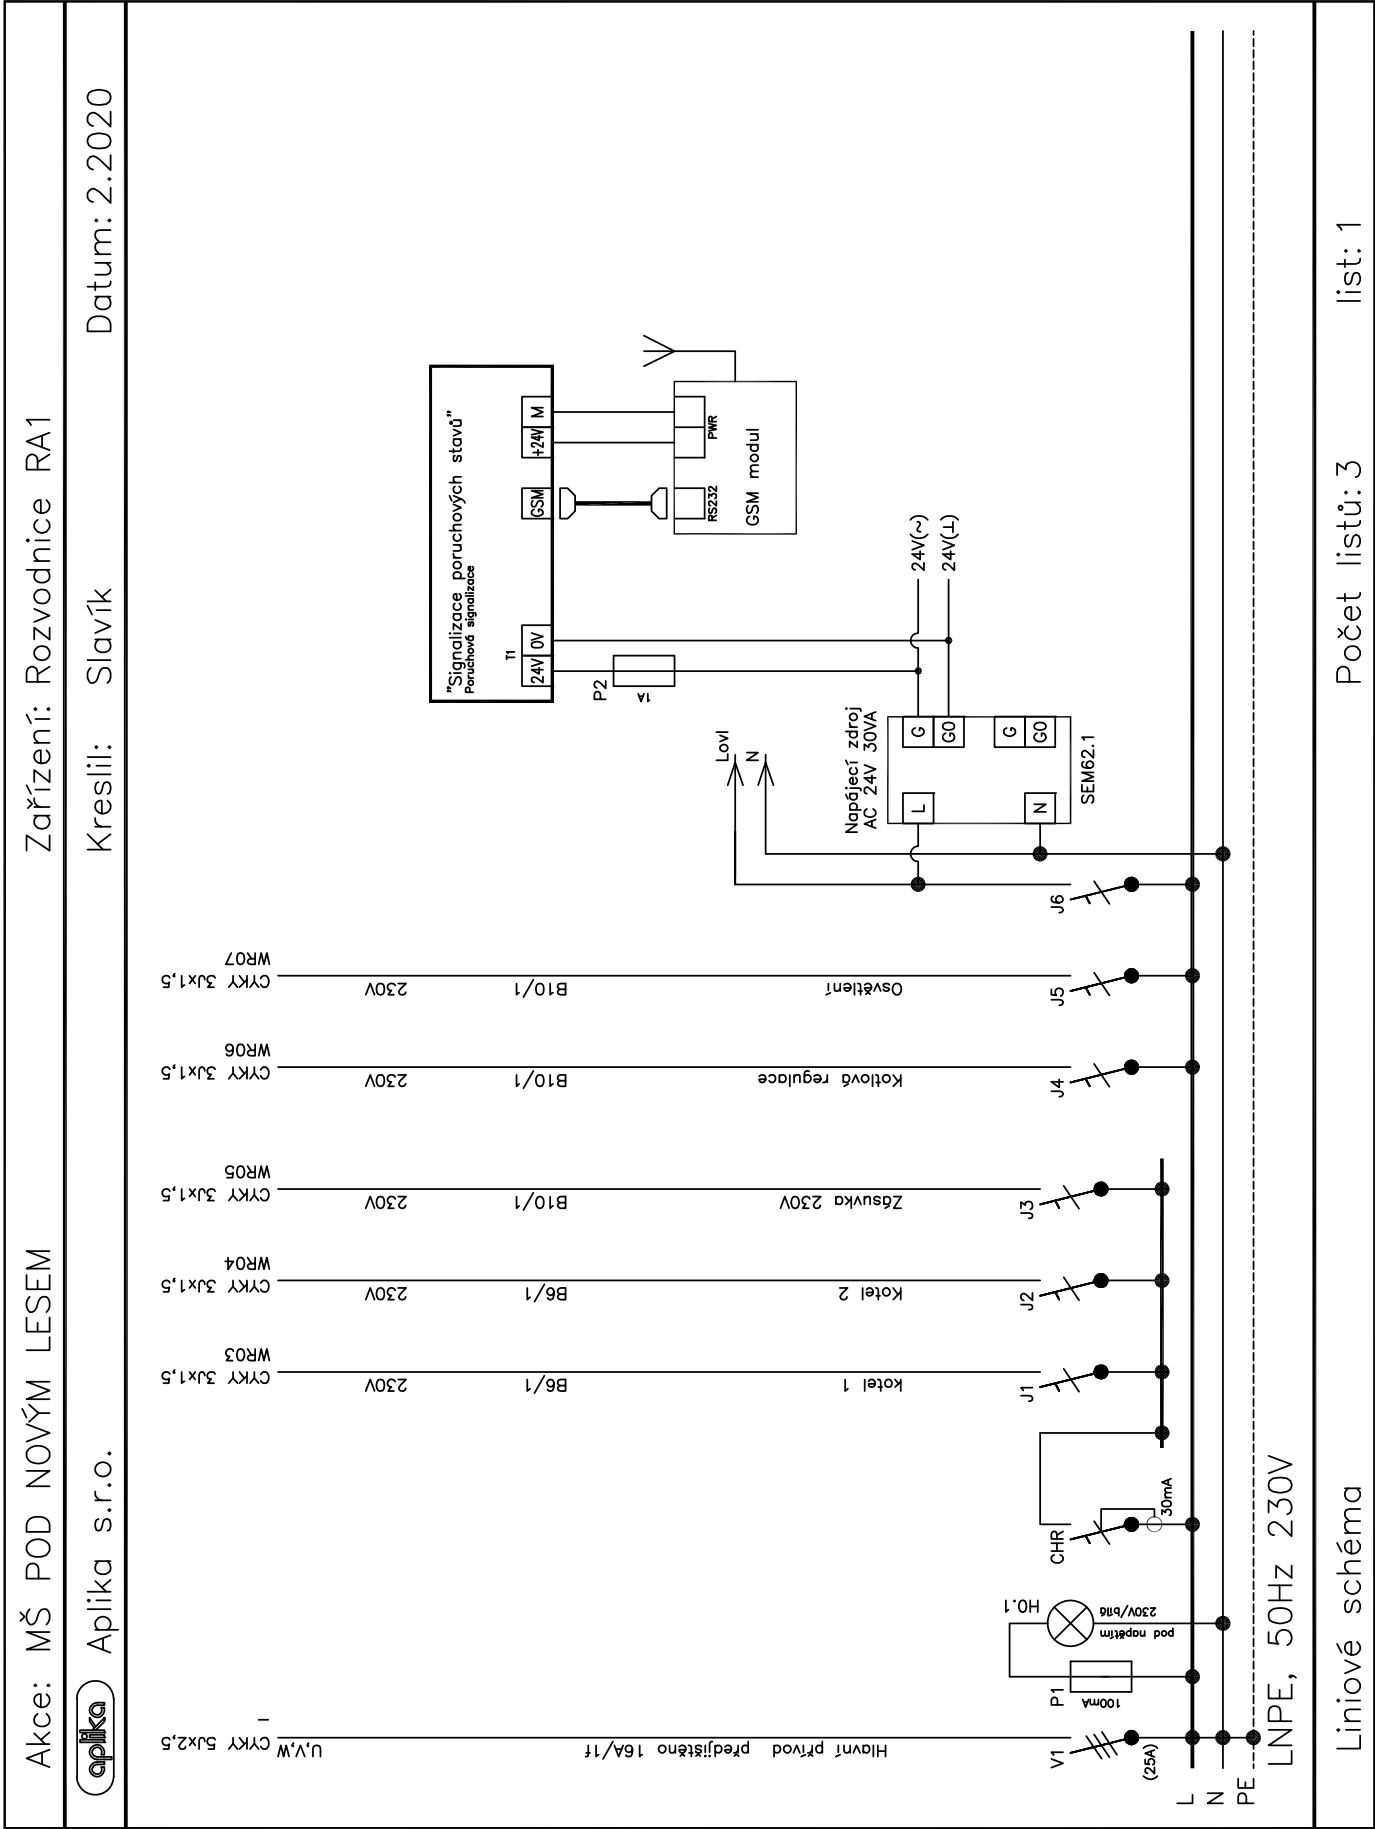 Akce: MŠ POD NOVÝM LESEM
Zařízení: Rozvodnice RA1
aplika
Aplika s.r.o.
Kreslil: Slavík
Datum: 2.2020
CYKY 5Jx2,5
—
U,V,W
Hlavní přívod předjištěno 16A/1f
V1
(25A)
P1
100mA
H0.1
pod napětím
230V/bílá
CHR
30mA
CYKY 3Jx1,5
WR03
230V
B6/1
kotel 1
J1
CYKY 3Jx1,5
WR04
230V
B6/1
Kotel 2
J2
CYKY 3Jx1,5
WR05
230V
B10/1
Zásuvka 230V
J3
CYKY 3Jx1,5
WR06
230V
B10/1
Kotlová regulace
J4
CYKY 3Jx1,5
WR07
230V
B10/1
Osvětlení
J5
J6
Lovl
N
Napájecí zdroj
AC 24V 30VA
L
N
G
G0
G
G0
SEM62.1
24V(~)
24V(⊥)
"Signalizace poruchových stavů"
Poruchová signalizace
T1
24V
0V
GSM
+24V
M
P2
1A
RS232
PWR
GSM modul
L
N
PE
LNPE, 50Hz 230V
Liniové schéma
Počet listů: 3
list: 1